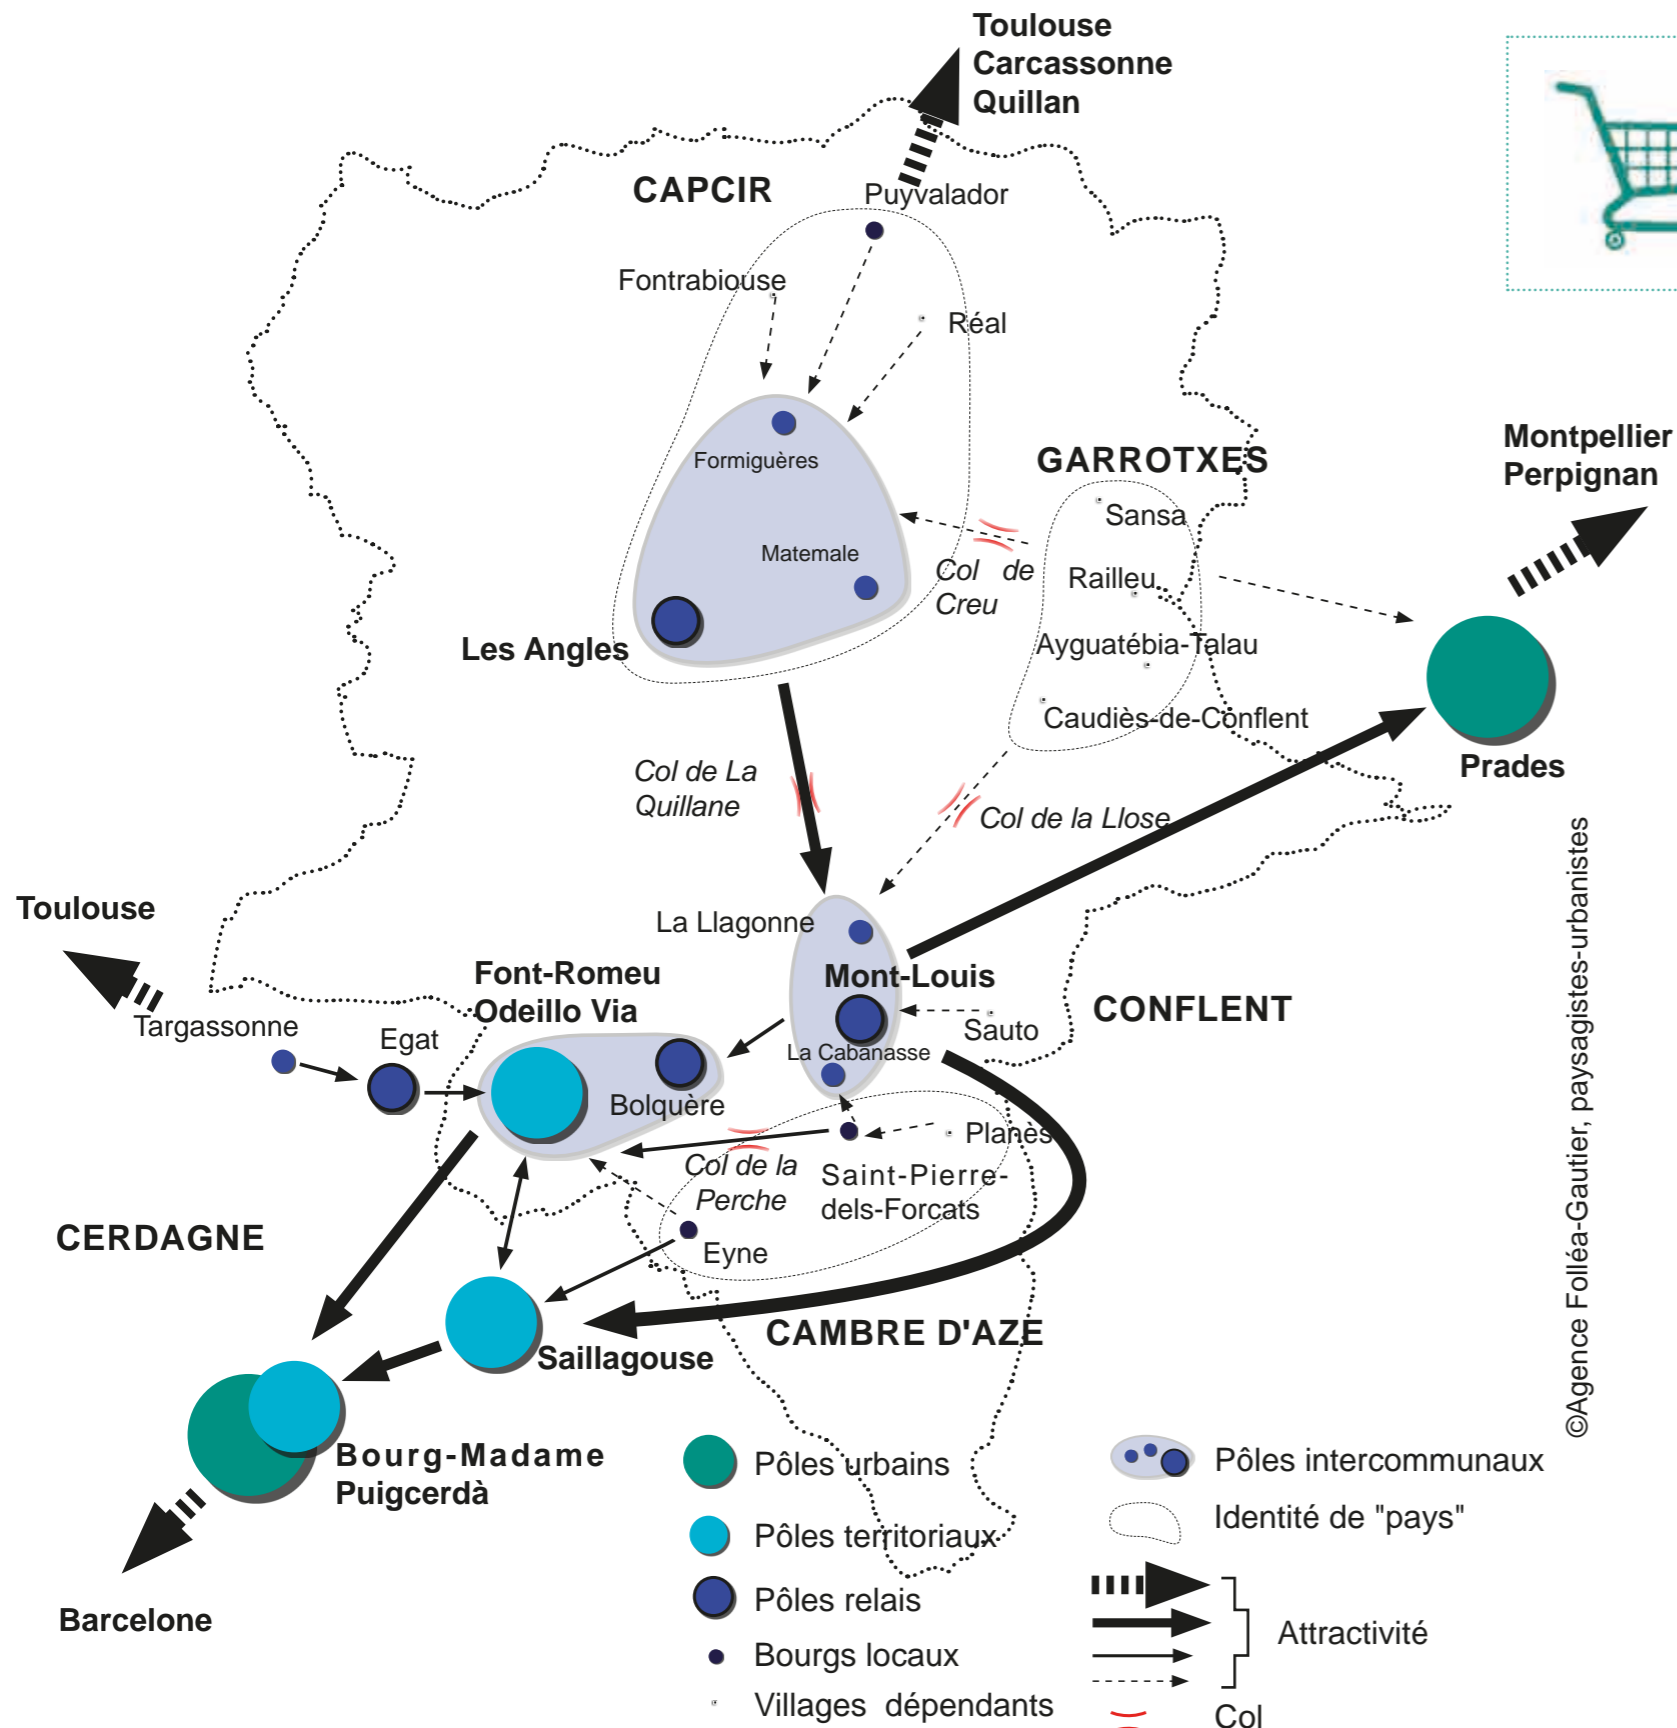 Toulouse
Carcassonne
Quillan
CAPCIR
Puyvalador
Fontrabiouse
Réal
Formiguères
GARROTXES
Montpellier
Perpignan
Sansa
Matemale
Col de
Creu
Railleu
Les Angles
Ayguatébia-Talau
Caudiès-de-Conflent
Prades
Col de La
Quillane
Col de la Llose
Toulouse
La Llagonne
Font-Romeu
Odeillo Via
Mont-Louis
CONFLENT
Targassonne
Egat
Sauto
La Cabanasse
Bolquère
Planès
Col de la
Perche
Saint-Pierre-
dels-Forcats
CERDAGNE
Eyne
CAMBRE D'AZE
Saillagouse
Bourg-Madame
Puigcerdà
Barcelone
Pôles urbains
Pôles territoriaux
Pôles relais
Bourgs locaux
Villages dépendants
Pôles intercommunaux
Identité de "pays"
Attractivité
Col
©Agence Folléa-Gautier, paysagistes-urbanistes